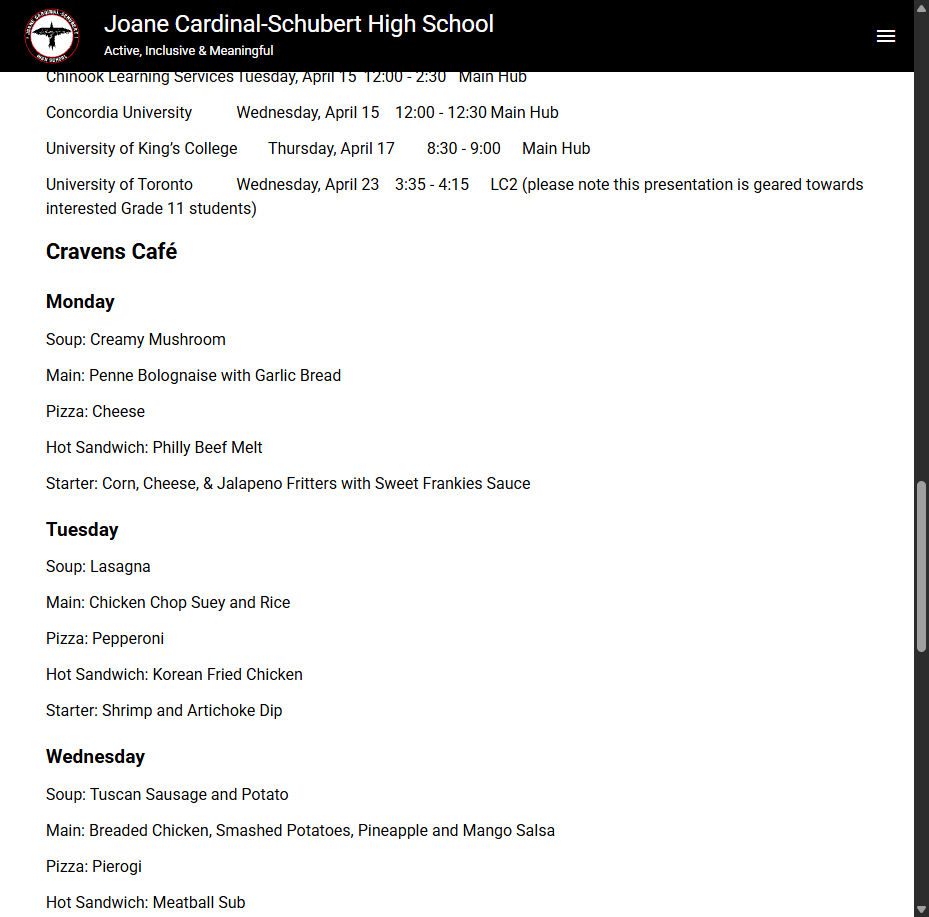 JOANE CARDINAL-SCHUBERT
HIGH SCHOOL
Joane Cardinal-Schubert High School
Active, Inclusive & Meaningful
Chinook Learning Services Tuesday, April 15 12:00 - 2:30 Main Hub
Concordia University Wednesday, April 15 12:00 - 12:30 Main Hub
University of King’s College Thursday, April 17 8:30 - 9:00 Main Hub
University of Toronto Wednesday, April 23 3:35 - 4:15 LC2 (please note this presentation is geared towards
interested Grade 11 students)
Cravens Café
Monday
Soup: Creamy Mushroom
Main: Penne Bolognaise with Garlic Bread
Pizza: Cheese
Hot Sandwich: Philly Beef Melt
Starter: Corn, Cheese, & Jalapeno Fritters with Sweet Frankies Sauce
Tuesday
Soup: Lasagna
Main: Chicken Chop Suey and Rice
Pizza: Pepperoni
Hot Sandwich: Korean Fried Chicken
Starter: Shrimp and Artichoke Dip
Wednesday
Soup: Tuscan Sausage and Potato
Main: Breaded Chicken, Smashed Potatoes, Pineapple and Mango Salsa
Pizza: Pierogi
Hot Sandwich: Meatball Sub